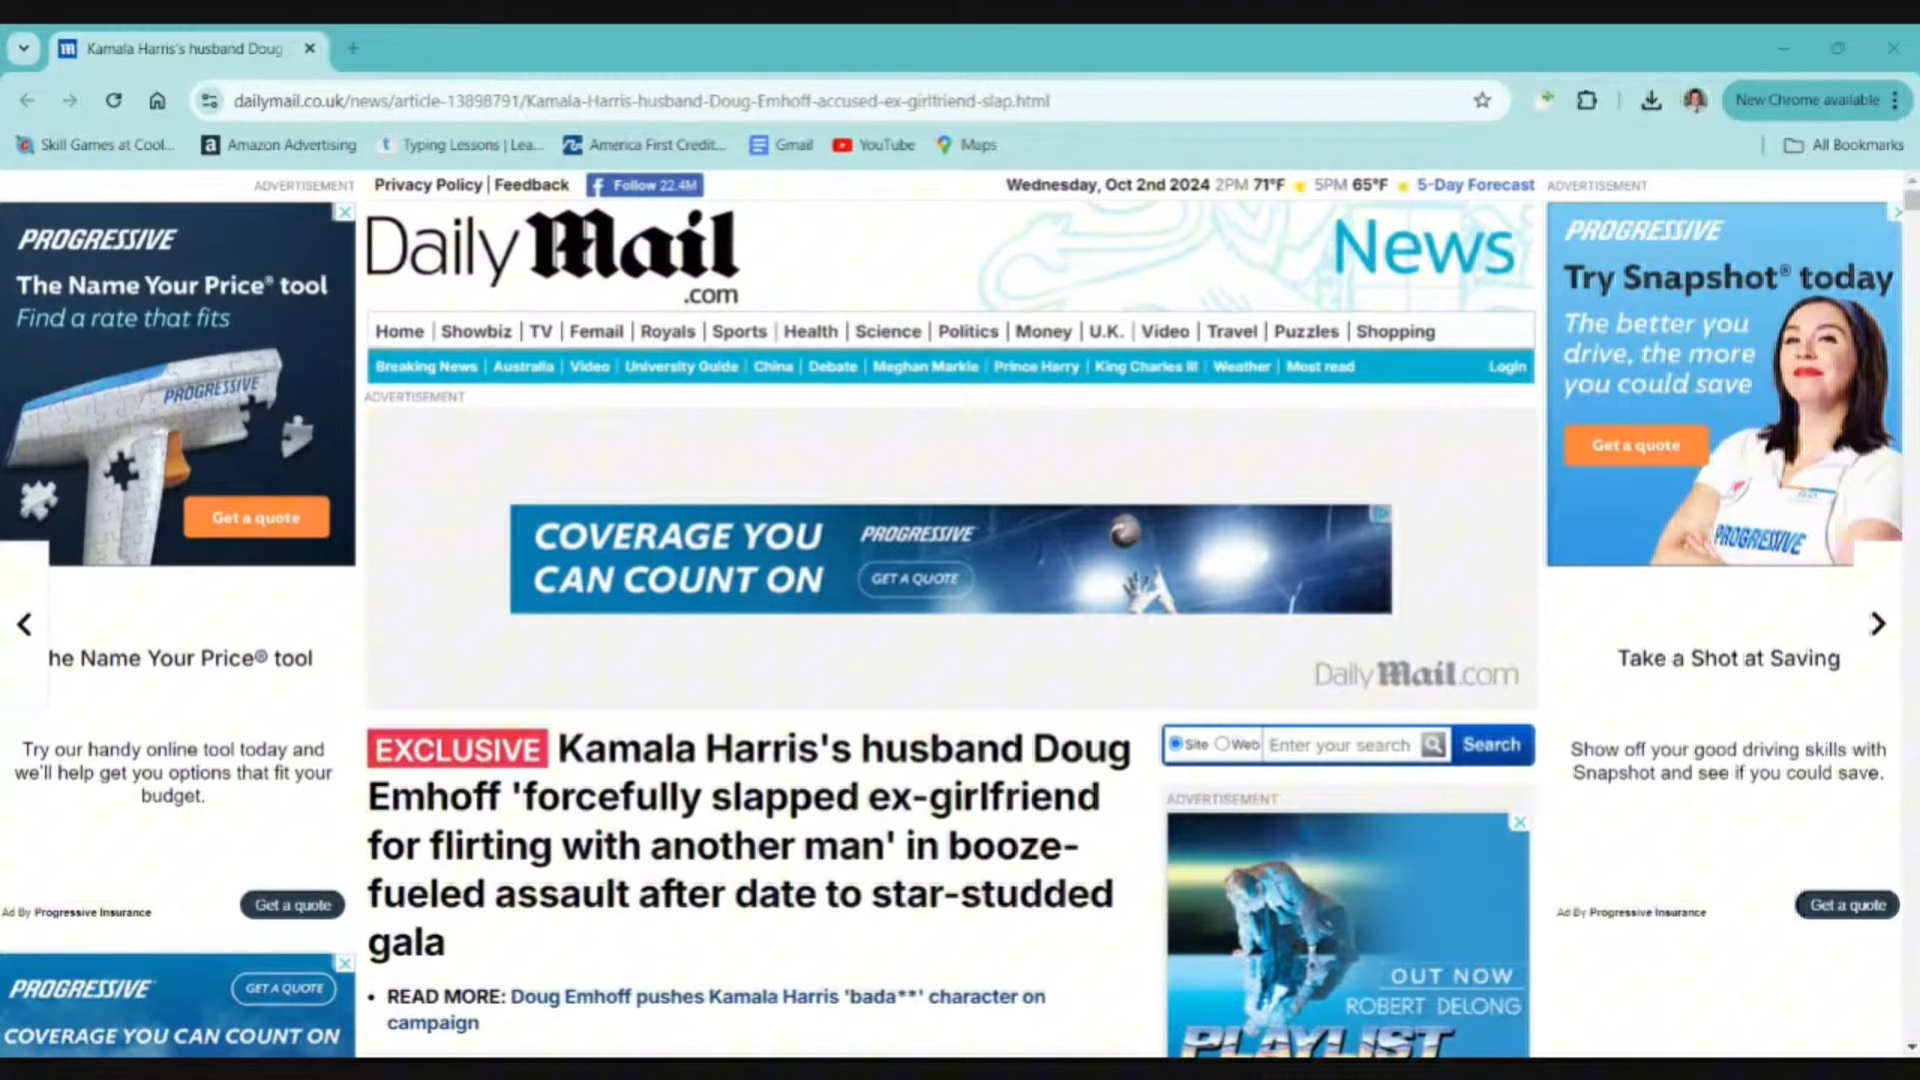 Kamala Harris's husband Doug
dailymail.co.uk/news/article-13898791/Kamala-Harris-husband-Doug-Emhoff-accused-ex-girlfriend-slap.html
New Chrome available
Skill Games at Cool...
Amazon Advertising
Typing Lessons | Lea...
America First Credit...
Gmail
YouTube
Maps
All Bookmarks
ADVERTISEMENT
Privacy Policy | Feedback
Follow 22.4M
Wednesday, Oct 2nd 2024 2PM 71°F 5PM 65°F 5-Day Forecast
ADVERTISEMENT
Daily Mail
.com
News
Home | Showbiz | TV | Femail | Royals | Sports | Health | Science | Politics | Money | U.K. | Video | Travel | Puzzles | Shopping
Breaking News | Australia | Video | University Guide | China | Debate | Meghan Markle | Prince Harry | King Charles III | Weather | Most read
Login
ADVERTISEMENT
PROGRESSIVE
The Name Your Price® tool
Find a rate that fits
PROGRESSIVE
Get a quote
he Name Your Price® tool
Try our handy online tool today and
we'll help get you options that fit your
budget.
Ad By Progressive Insurance
Get a quote
PROGRESSIVE
GET A QUOTE
COVERAGE YOU CAN COUNT ON
COVERAGE YOU
CAN COUNT ON
PROGRESSIVE
GET A QUOTE
Daily Mail.com
EXCLUSIVE Kamala Harris's husband Doug
Emhoff 'forcefully slapped ex-girlfriend
for flirting with another man' in booze-
fueled assault after date to star-studded
gala
• READ MORE: Doug Emhoff pushes Kamala Harris 'bada**' character on
campaign
Site Web Enter your search Search
ADVERTISEMENT
OUT NOW
ROBERT DELONG
PLAYLIST
PROGRESSIVE
Try Snapshot® today
The better you
drive, the more
you could save
Get a quote
PROGRESSIVE
Take a Shot at Saving
Show off your good driving skills with
Snapshot and see if you could save.
Ad By Progressive Insurance
Get a quote